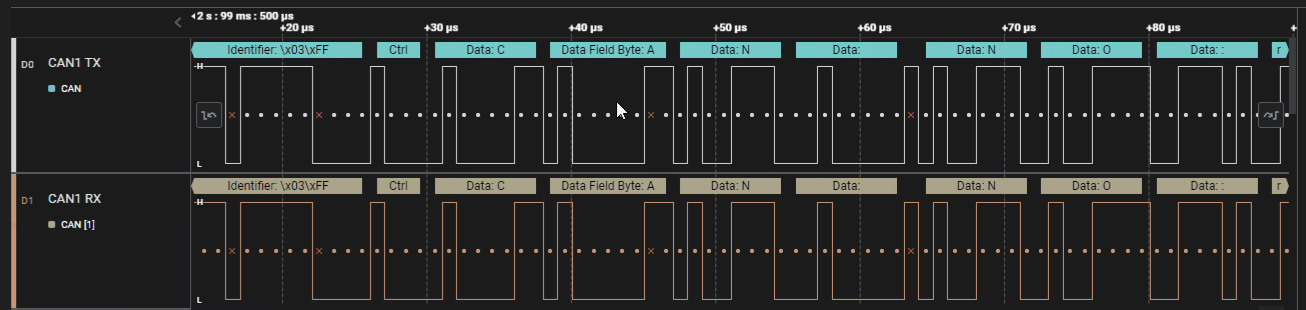 2 s : 99 ms : 500 µs
+20 µs +30 µs +40 µs +50 µs +60 µs +70 µs +80 µs +
D0 CAN1 TX
CAN
Identifier: \x03\xFF Ctrl Data: C Data Field Byte: A Data: N Data: Data: N Data: O Data: : r
H
L
D1 CAN1 RX
CAN [1]
Identifier: \x03\xFF Ctrl Data: C Data Field Byte: A Data: N Data: Data: N Data: O Data: : r
H
L